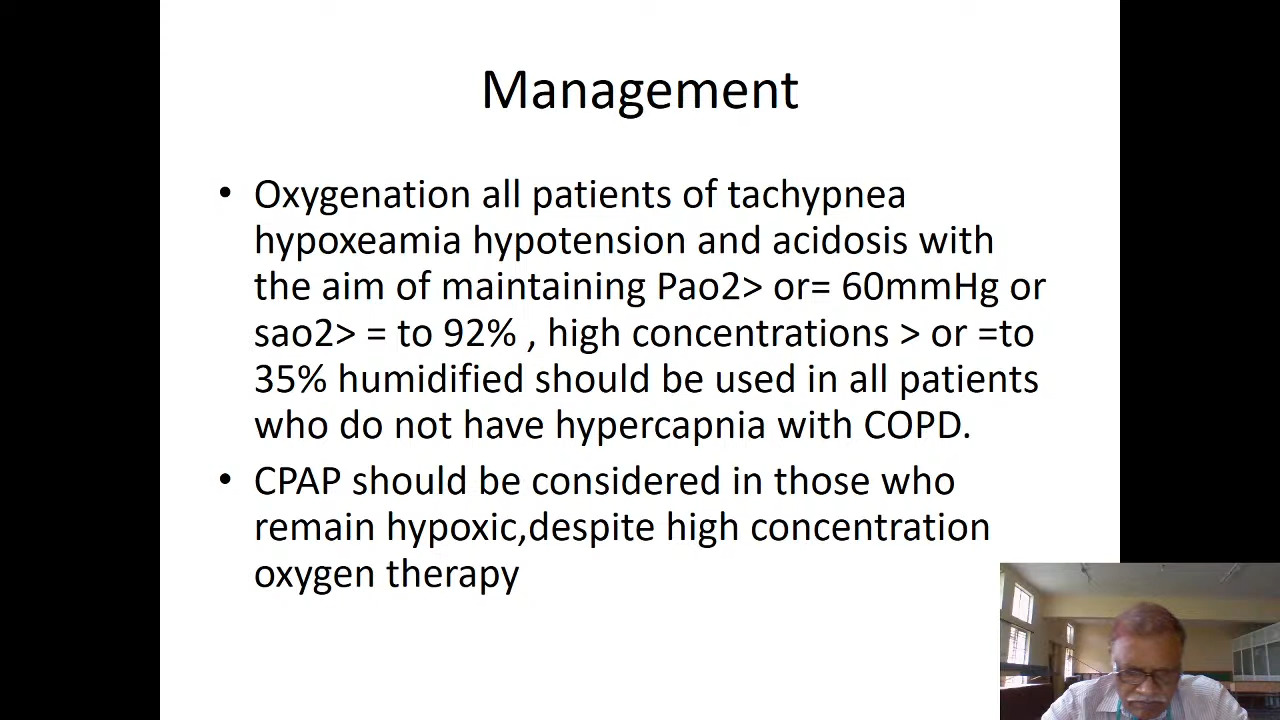 Management
• Oxygenation all patients of tachypnea
hypoxeamia hypotension and acidosis with
the aim of maintaining Pao2> or= 60mmHg or
sao2> = to 92% , high concentrations > or =to
35% humidified should be used in all patients
who do not have hypercapnia with COPD.
• CPAP should be considered in those who
remain hypoxic,despite high concentration
oxygen therapy